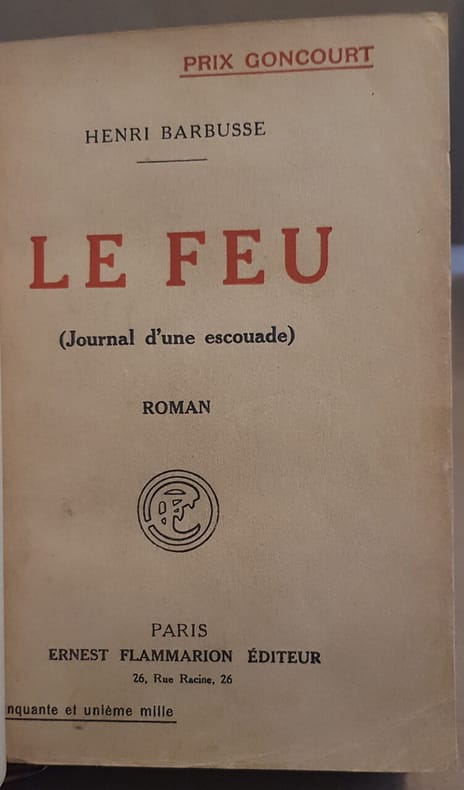 PRIX GONCOURT
HENRI BARBUSSE
LE FEU
(Journal d'une escouade)
ROMAN
PARIS
ERNEST FLAMMARION ÉDITEUR
26, Rue Racine, 26
nquante et unième mille